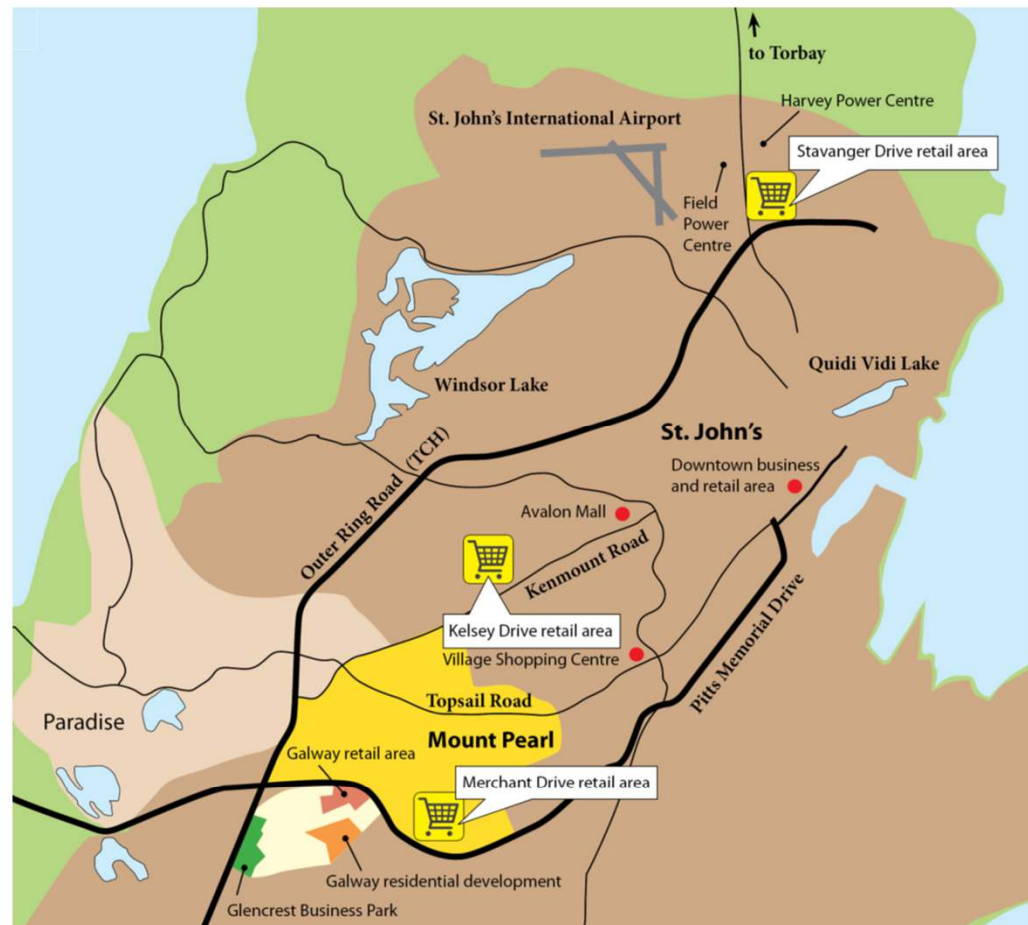 to Torbay
Harvey Power Centre
St. John's International Airport
Stavanger Drive retail area
Field
Power
Centre
Windsor Lake
Quidi Vidi Lake
St. John's
Downtown business
and retail area
Outer Ring Road (TCH)
Avalon Mall
Kenmount Road
Kelsey Drive retail area
Village Shopping Centre
Pitts Memorial Drive
Topsail Road
Paradise
Mount Pearl
Galway retail area
Merchant Drive retail area
Galway residential development
Glencrest Business Park